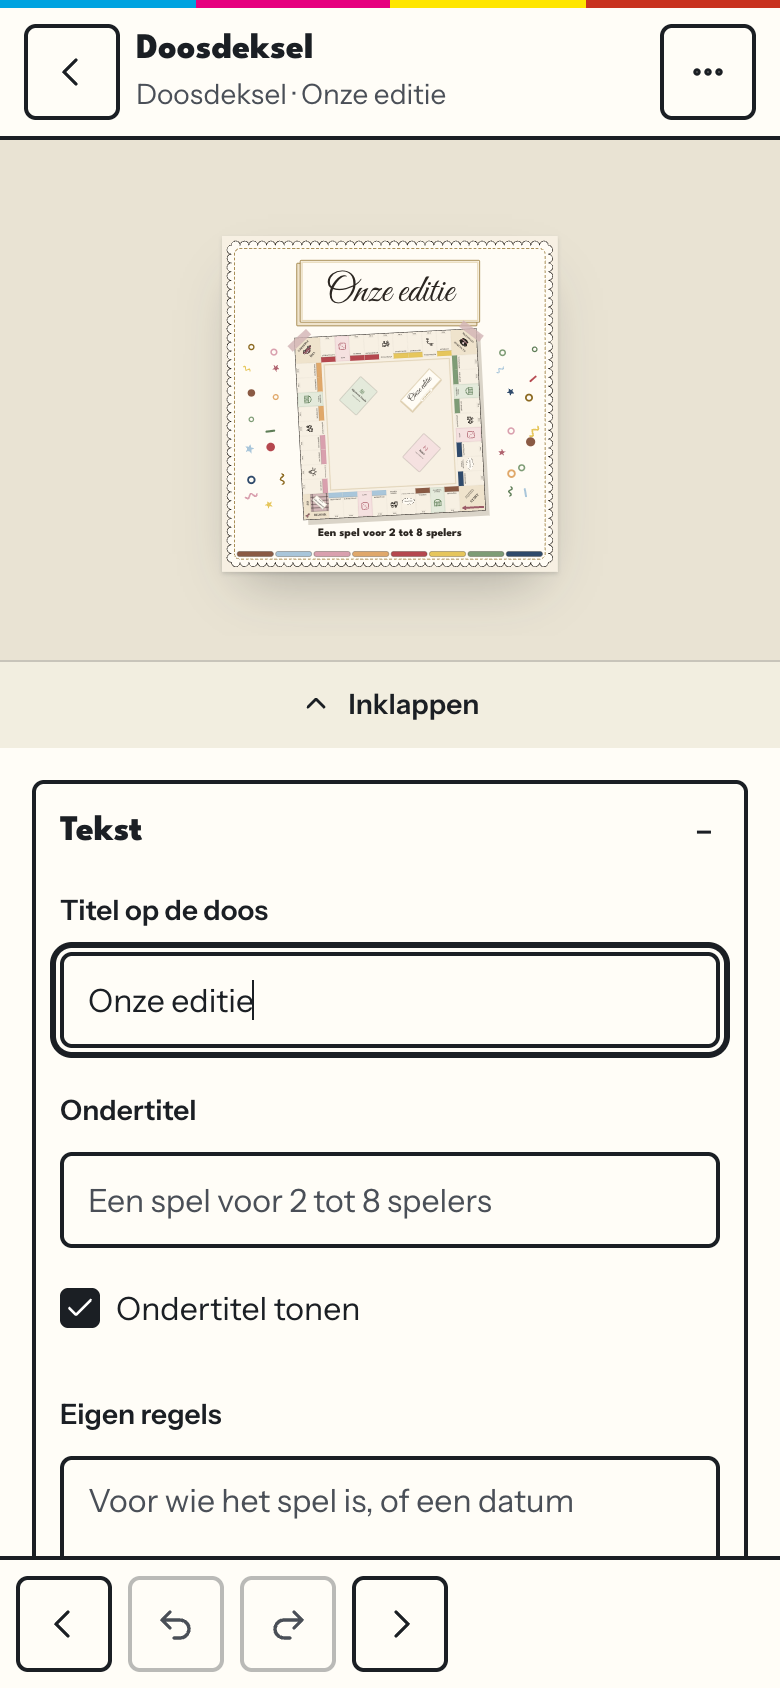 Doosdeksel
Doosdeksel · Onze editie
Onze editie
Onze editie
Een spel voor 2 tot 8 spelers
Inklappen
Tekst
Titel op de doos
Onze editie
Ondertitel
Een spel voor 2 tot 8 spelers
Ondertitel tonen
Eigen regels
Voor wie het spel is, of een datum